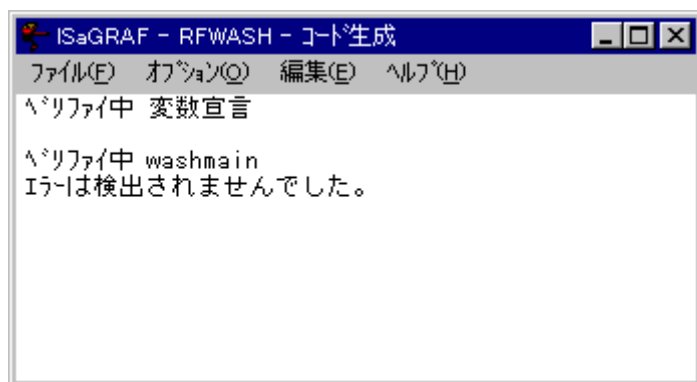 ISaGRAF - RFWASH - ｺｰﾄﾞ生成
ﾌｧｲﾙ(F) ｵﾌﾟｼｮﾝ(O) 編集(E) ﾍﾙﾌﾟ(H)
ﾍﾞﾘﾌｧｲ中 変数宣言
ﾍﾞﾘﾌｧｲ中 washmain
ｴﾗｰは検出されませんでした。